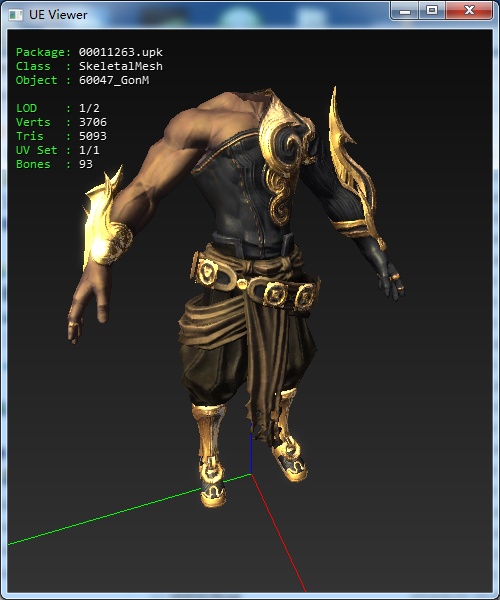 UE Viewer
Package: 00011263.upk
Class : SkeletalMesh
Object : 60047_GonM
LOD : 1/2
Verts : 3706
Tris : 5093
UV Set : 1/1
Bones : 93